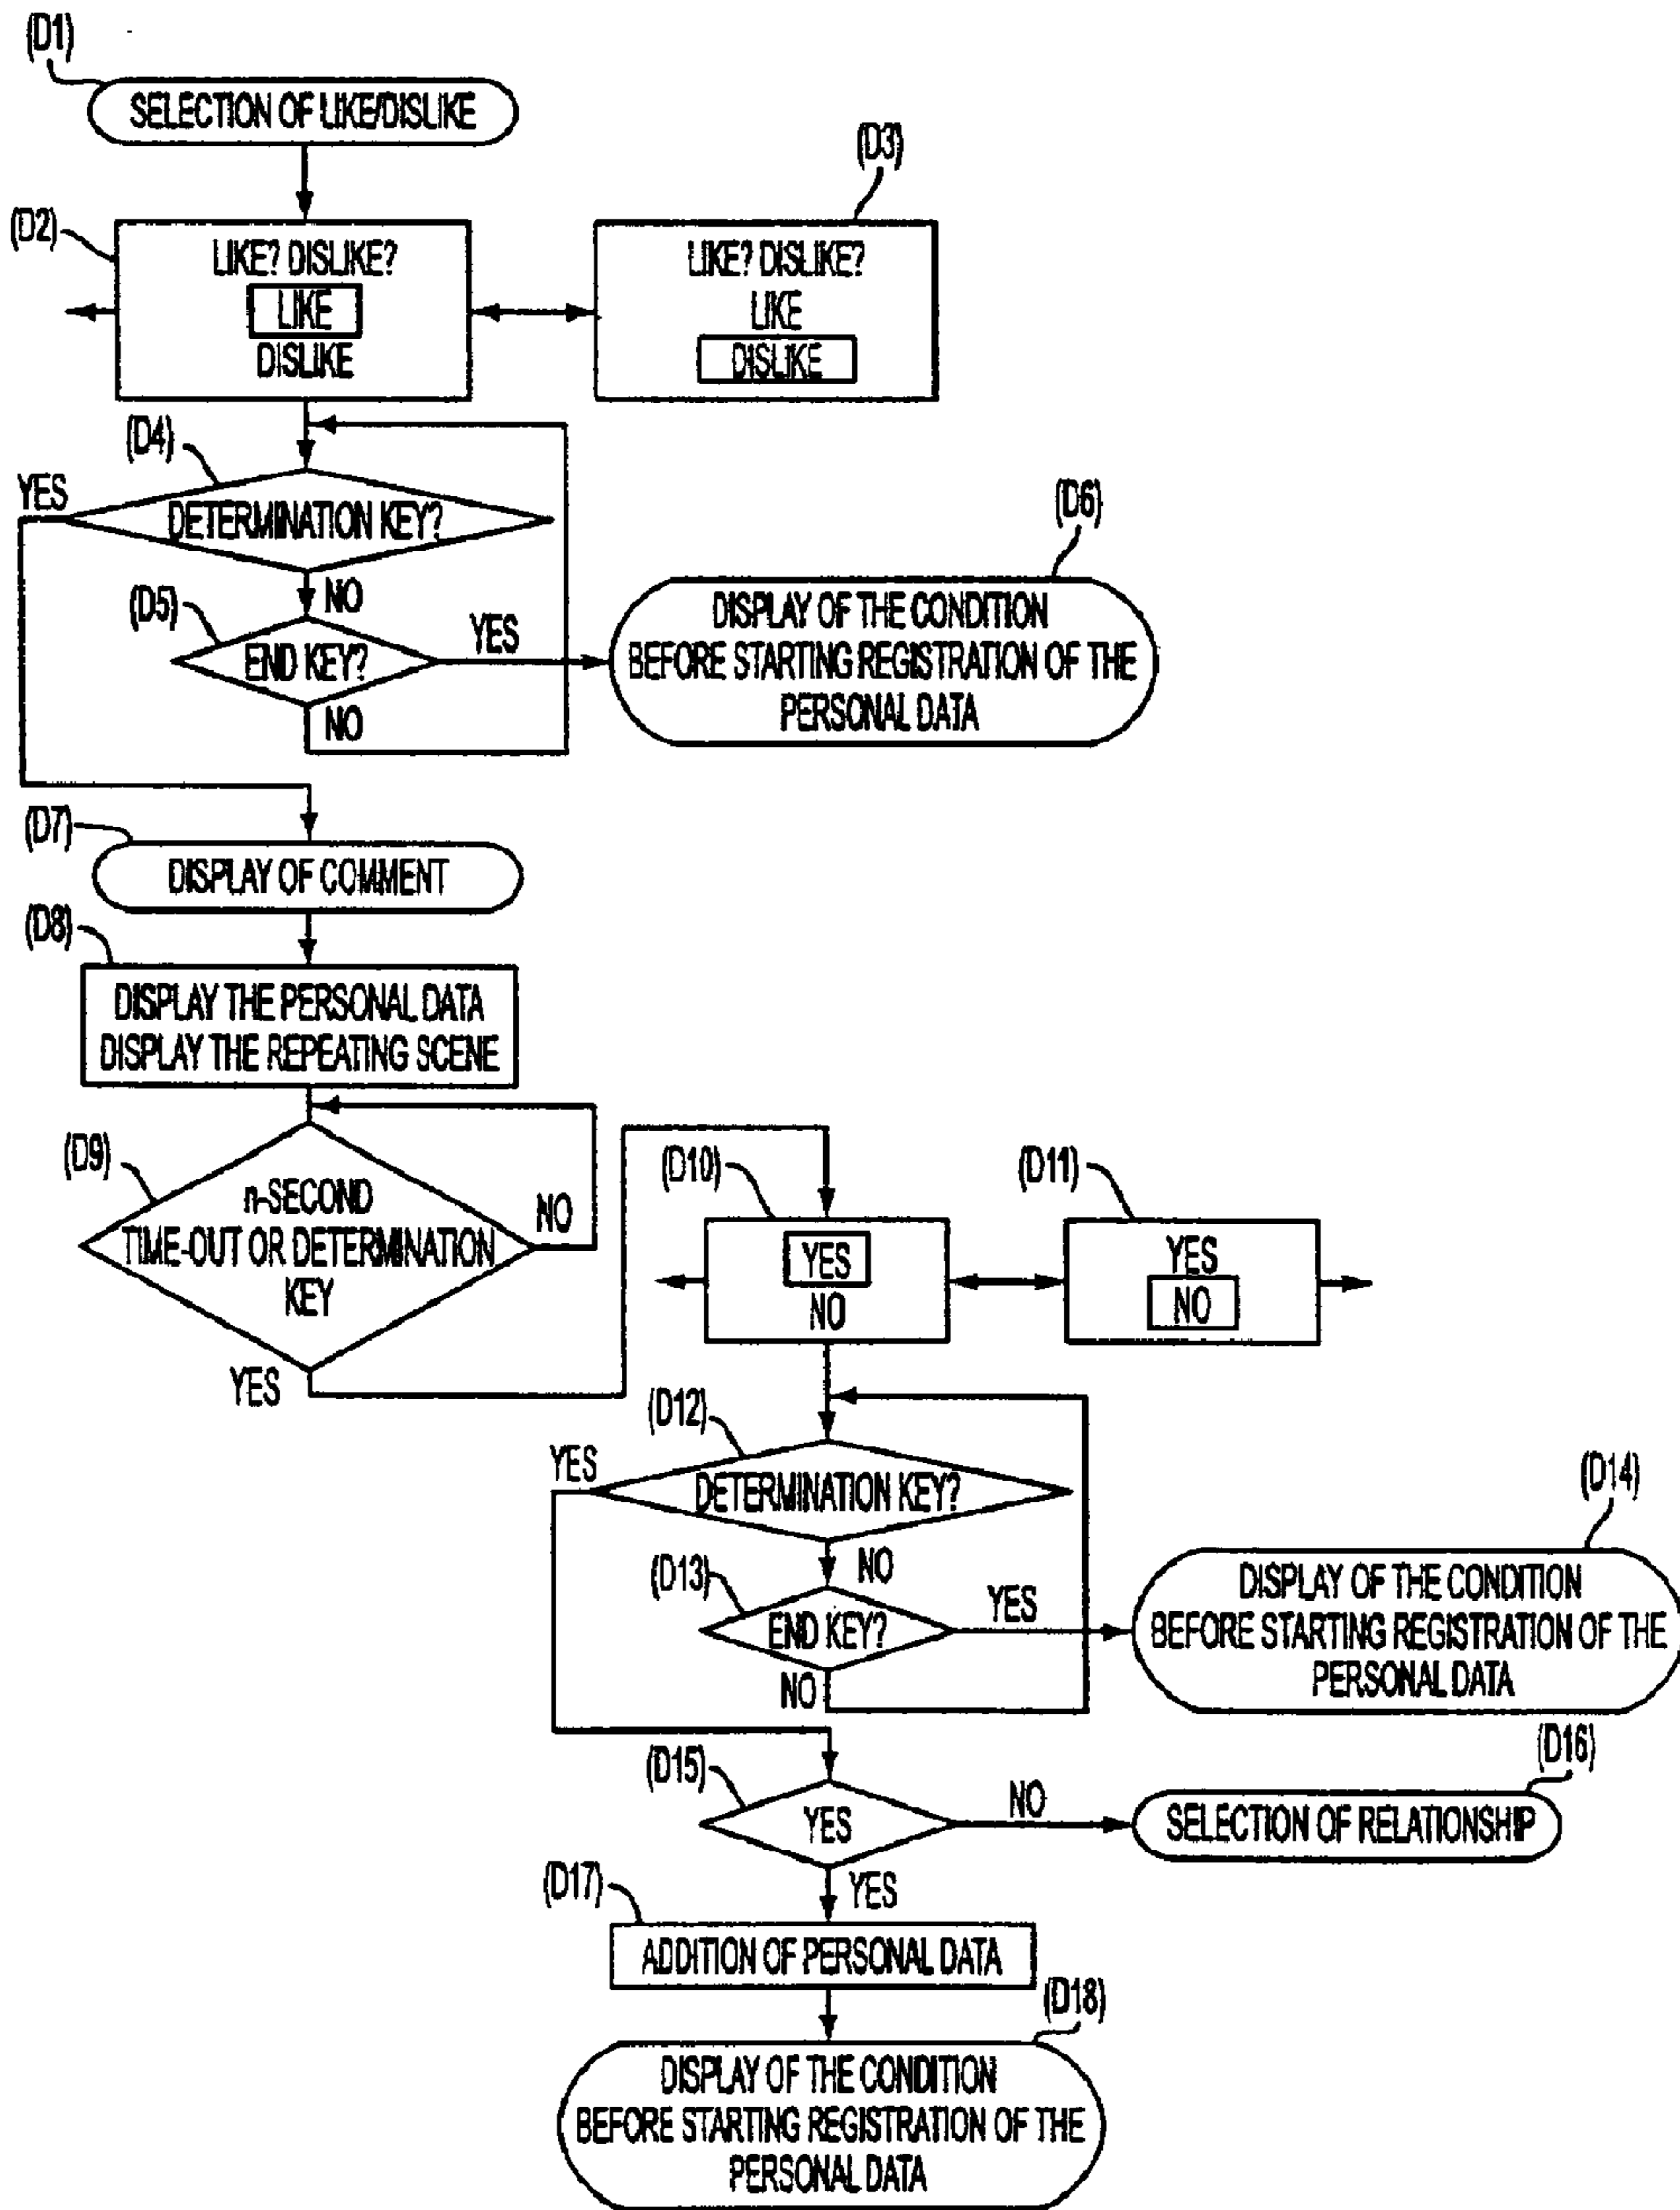 (D1)
SELECTION OF LIKE/DISLIKE
(D2)
LIKE? DISLIKE?
LIKE
DISLIKE
(D3)
LIKE? DISLIKE?
LIKE
DISLIKE
(D4)
YES
DETERMINATION KEY?
NO
(D5)
END KEY?
YES
NO
(D6)
DISPLAY OF THE CONDITION
BEFORE STARTING REGISTRATION OF THE
PERSONAL DATA
(D7)
DISPLAY OF COMMENT
(D8)
DISPLAY THE PERSONAL DATA
DISPLAY THE REPEATING SCENE
(D9)
n-SECOND
TIME-OUT OR DETERMINATION
KEY
NO
YES
(D10)
YES
NO
(D11)
YES
NO
(D12)
YES
DETERMINATION KEY?
NO
(D13)
END KEY?
YES
NO
(D14)
DISPLAY OF THE CONDITION
BEFORE STARTING REGISTRATION OF THE
PERSONAL DATA
(D15)
YES
NO
(D16)
SELECTION OF RELATIONSHIP
YES
(D17)
ADDITION OF PERSONAL DATA
(D18)
DISPLAY OF THE CONDITION
BEFORE STARTING REGISTRATION OF THE
PERSONAL DATA